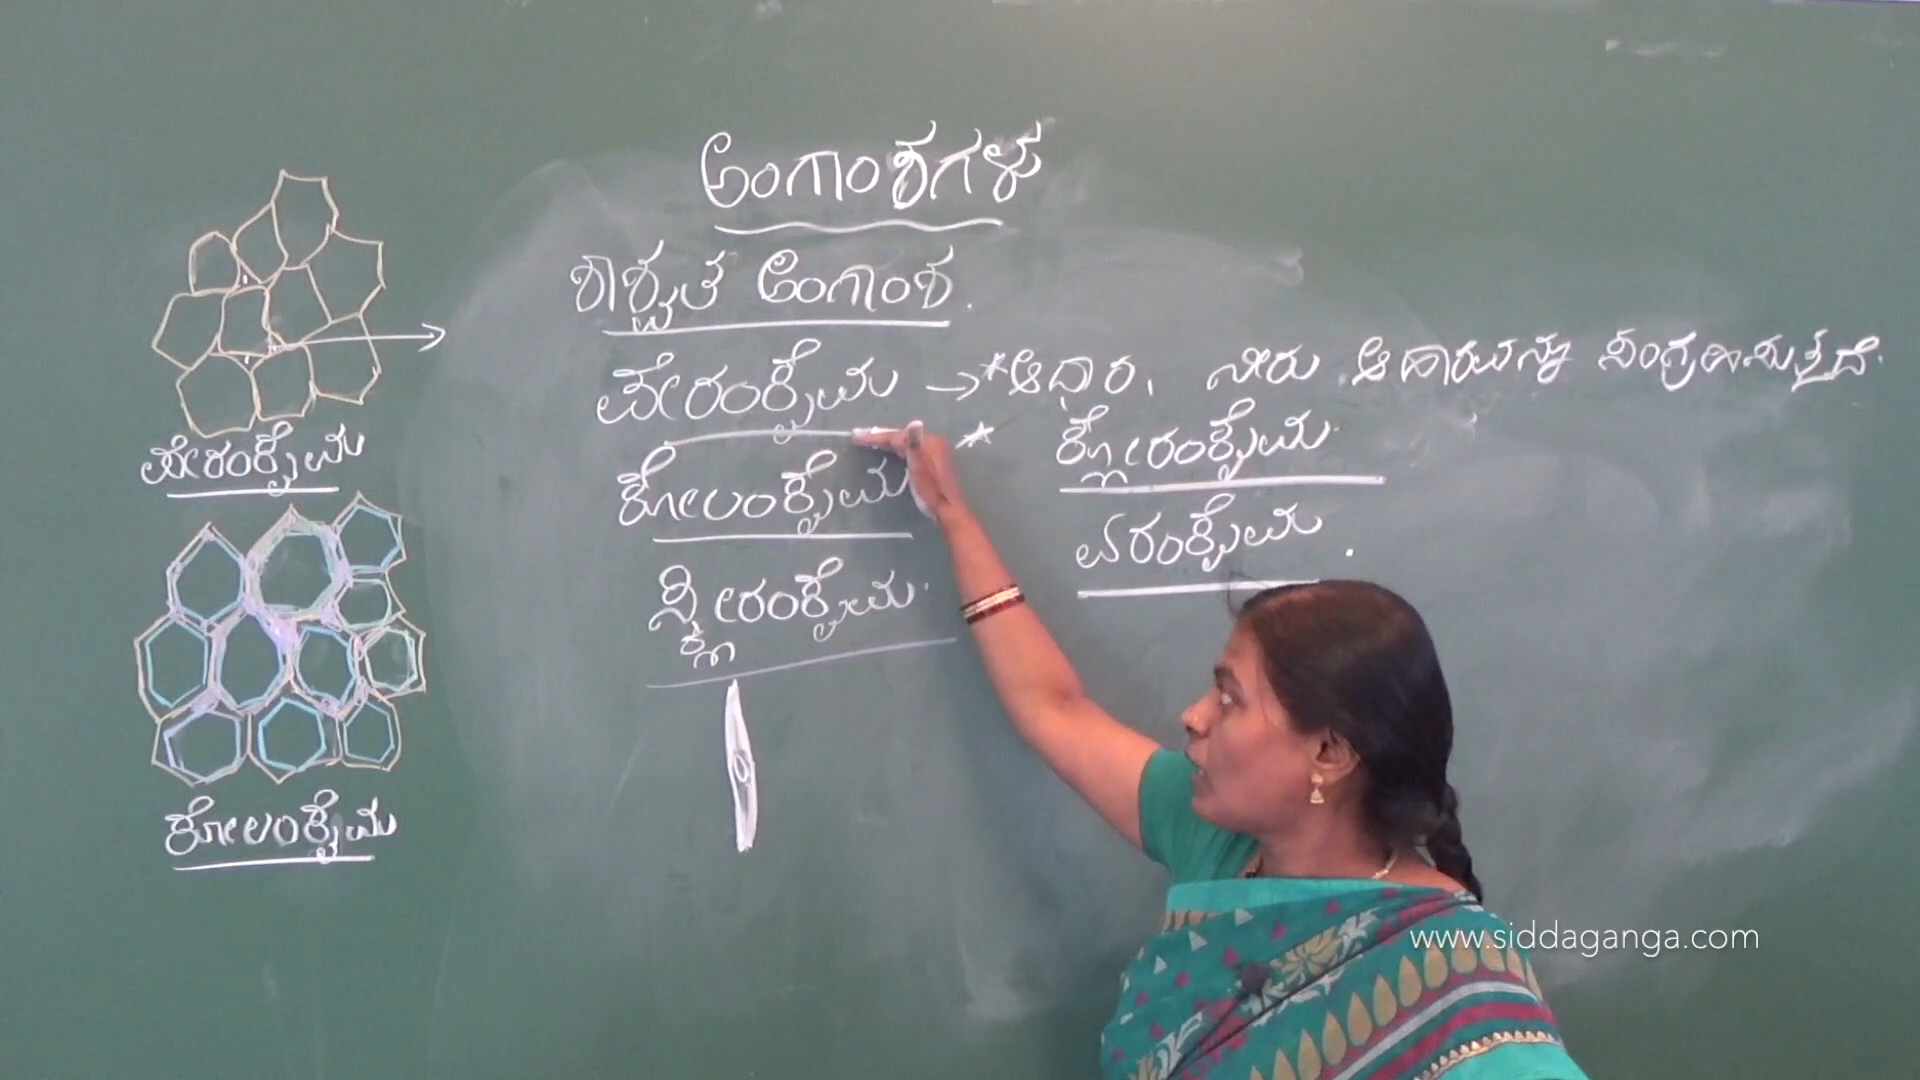 ಅಂಗಾಂಶಗಳು
ಶಾಶ್ವತ ಅಂಗಾಂಶ.
ಪೇರಂಕೈಮ → * ಆಧಾರ, ನೀರು ಆಹಾರವನ್ನು ಸಂಗ್ರಹಿಸುತ್ತದೆ.
* ಕ್ಲೋರಂಕೈಮ.
ಕೋಲಂಕೈಮ
ಏರಂಕೈಮ.
ಸ್ಕ್ಲೀರಂಕೈಮ.
ಪೇರಂಕೈಮ
ಕೋಲಂಕೈಮ
www.siddaganga.com